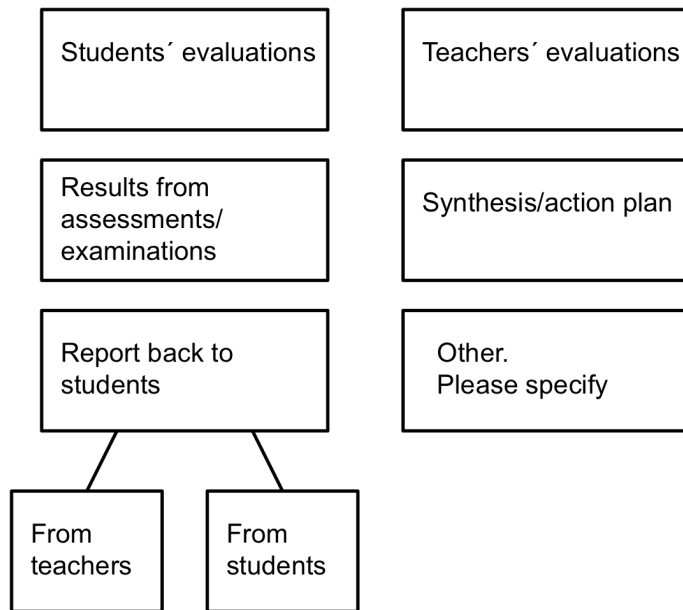 Students´ evaluations
Teachers´ evaluations
Results from
assessments/
examinations
Synthesis/action plan
Report back to
students
Other.
Please specify
From
teachers
From
students